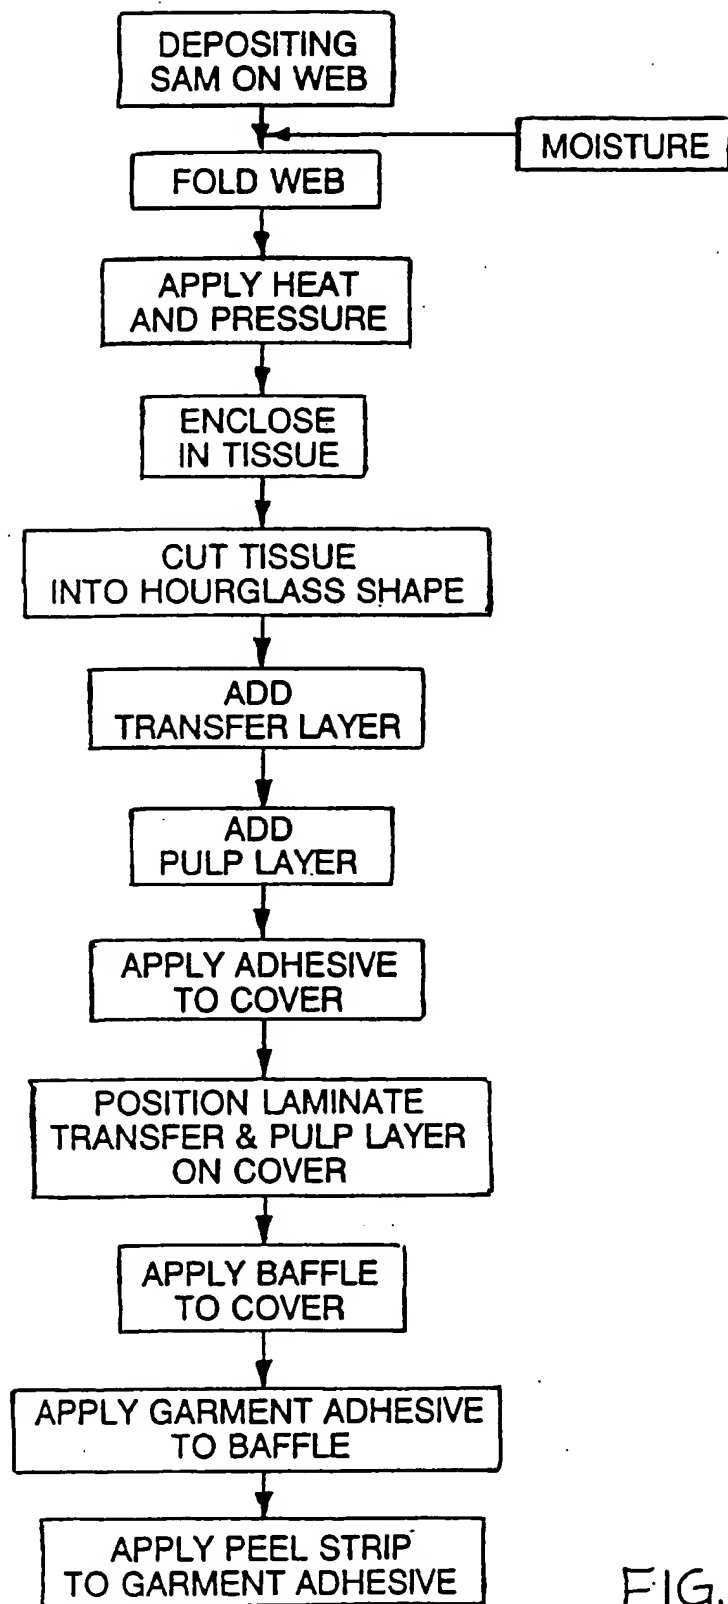 DEPOSITING
SAM ON WEB
MOISTURE
FOLD WEB
APPLY HEAT
AND PRESSURE
ENCLOSE
IN TISSUE
CUT TISSUE
INTO HOURGLASS SHAPE
ADD
TRANSFER LAYER
ADD
PULP LAYER
APPLY ADHESIVE
TO COVER
POSITION LAMINATE
TRANSFER & PULP LAYER
ON COVER
APPLY BAFFLE
TO COVER
APPLY GARMENT ADHESIVE
TO BAFFLE
APPLY PEEL STRIP
TO GARMENT ADHESIVE
FIG.